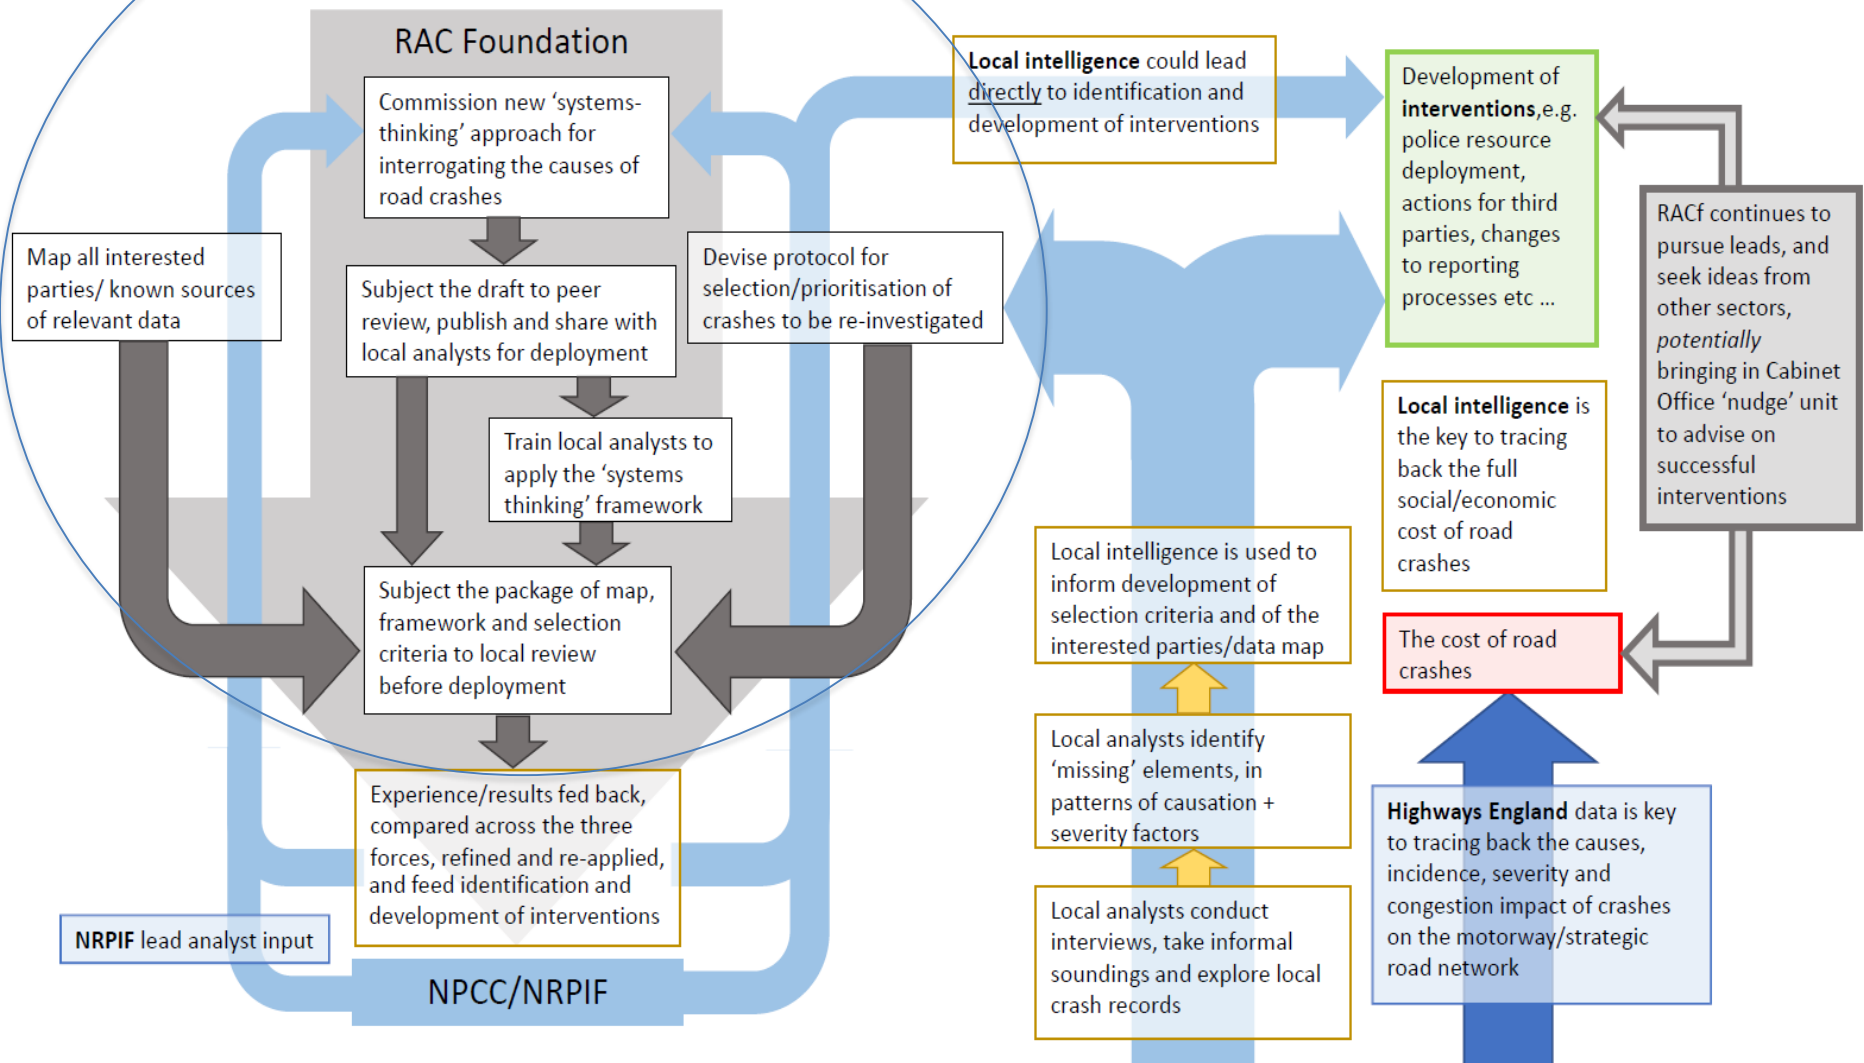 RAC Foundation
Commission new ‘systems-
thinking’ approach for
interrogating the causes of
road crashes
Map all interested
parties/ known sources
of relevant data
Subject the draft to peer
review, publish and share with
local analysts for deployment
Devise protocol for
selection/prioritisation of
crashes to be re-investigated
Train local analysts to
apply the ‘systems
thinking’ framework
Subject the package of map,
framework and selection
criteria to local review
before deployment
Experience/results fed back,
compared across the three
forces, refined and re-applied,
and feed identification and
development of interventions
NRPIF lead analyst input
NPCC/NRPIF
Local intelligence could lead
directly to identification and
development of interventions
Local intelligence is used to
inform development of
selection criteria and of the
interested parties/data map
Local analysts identify
‘missing’ elements, in
patterns of causation +
severity factors
Local analysts conduct
interviews, take informal
soundings and explore local
crash records
Development of
interventions,e.g.
police resource
deployment,
actions for third
parties, changes
to reporting
processes etc ...
Local intelligence is
the key to tracing
back the full
social/economic
cost of road
crashes
The cost of road
crashes
Highways England data is key
to tracing back the causes,
incidence, severity and
congestion impact of crashes
on the motorway/strategic
road network
RACf continues to
pursue leads, and
seek ideas from
other sectors,
potentially
bringing in Cabinet
Office ‘nudge’ unit
to advise on
successful
interventions